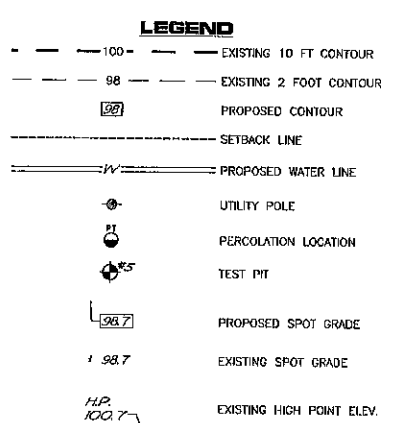 LEGEND
100 EXISTING 10 FT CONTOUR
98 EXISTING 2 FOOT CONTOUR
98 PROPOSED CONTOUR
SETBACK LINE
W PROPOSED WATER LINE
UTILITY POLE
PT PERCOLATION LOCATION
#5 TEST PIT
98.7 PROPOSED SPOT GRADE
98.7 EXISTING SPOT GRADE
H.P.
100.7 EXISTING HIGH POINT ELEV.